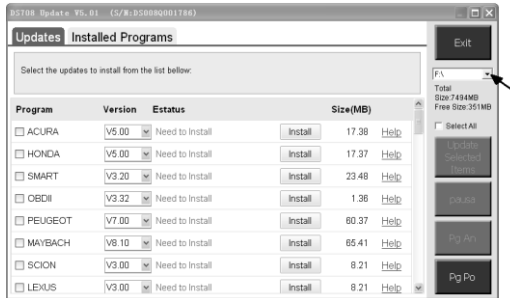 DS708 Update V5.01 (S/N:DS008Q001786)
Updates Installed Programs
Select the updates to install from the list bellow:
Program Version Estatus Size(MB)
ACURA V5.00 Need to Install Install 17.38 Help
HONDA V5.00 Need to Install Install 17.37 Help
SMART V3.20 Need to Install Install 23.48 Help
OBDII V3.32 Need to Install Install 1.36 Help
PEUGEOT V7.00 Need to Install Install 60.37 Help
MAYBACH V8.10 Need to Install Install 65.41 Help
SCION V3.00 Need to Install Install 8.21 Help
LEXUS V3.00 Need to Install Install 8.21 Help
Exit
F:\
Total
Size:7494MB
Free Size:351MB
Select All
Update
Selected
Items
pausa
Pg An
Pg Po